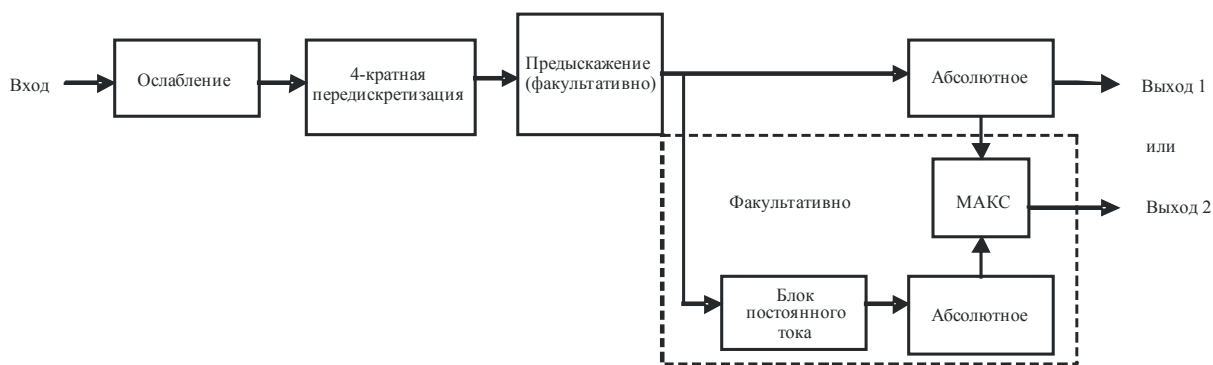 Вход
Ослабление
4-кратная
передискретизация
Предыскажение
(факультативно)
Абсолютное
Выход 1
или
Факультативно
МАКС
Выход 2
Блок
постоянного
тока
Абсолютное